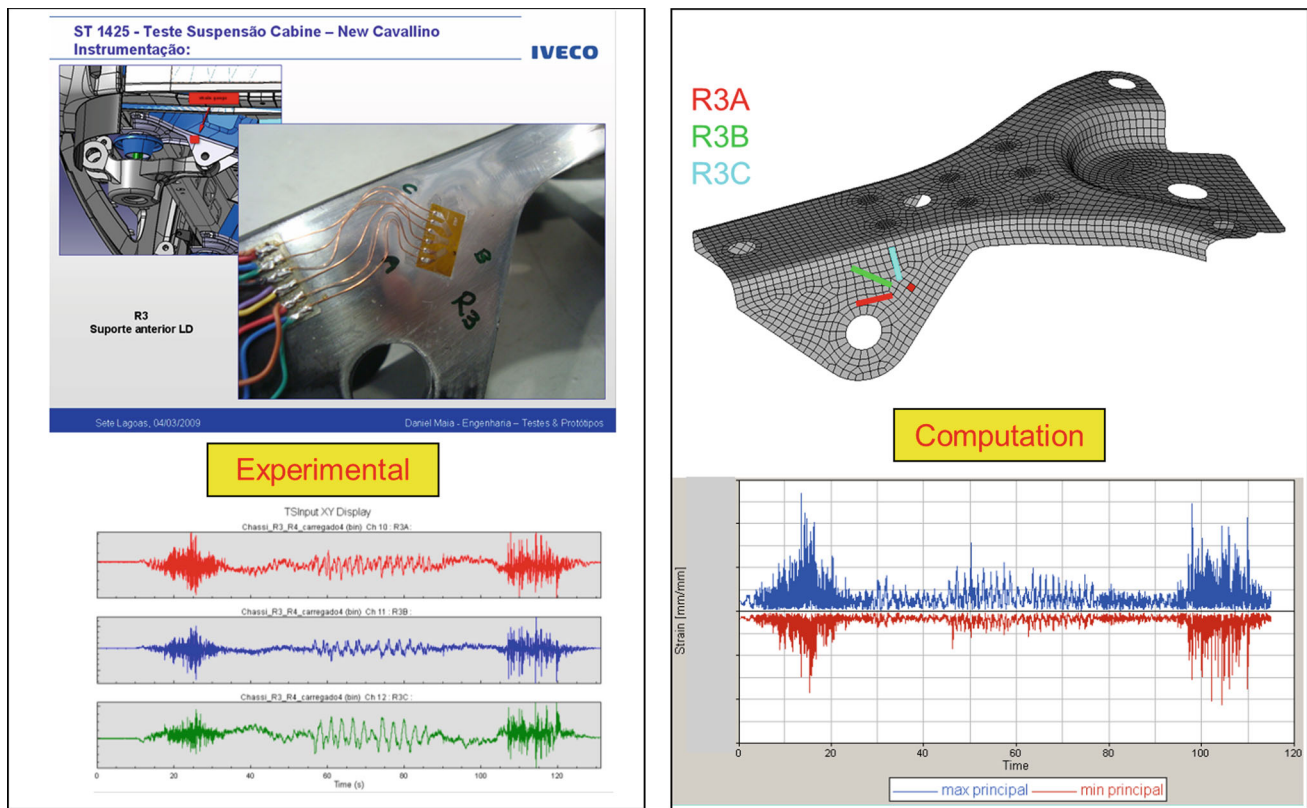 ST 1425 - Teste Suspensão Cabine – New Cavallino
Instrumentação:
IVECO
C
A
B
R3
R3
Suporte anterior LD
Sete Lagoas, 04/03/2009
Daniel Maia - Engenharia – Testes & Protótipos
Experimental
TSInput XY Display
Chassi_R3_R4_carregado4 (bin) Ch 10 : R3A:
Chassi_R3_R4_carregado4 (bin) Ch 11 : R3B :
Chassi_R3_R4_carregado4 (bin) Ch 12 : R3C :
0 20 40 60 80 100 120
Time (s)
R3A
R3B
R3C
Computation
Strain [mm/mm]
0 20 40 60 80 100 120
Time
max principal min principal